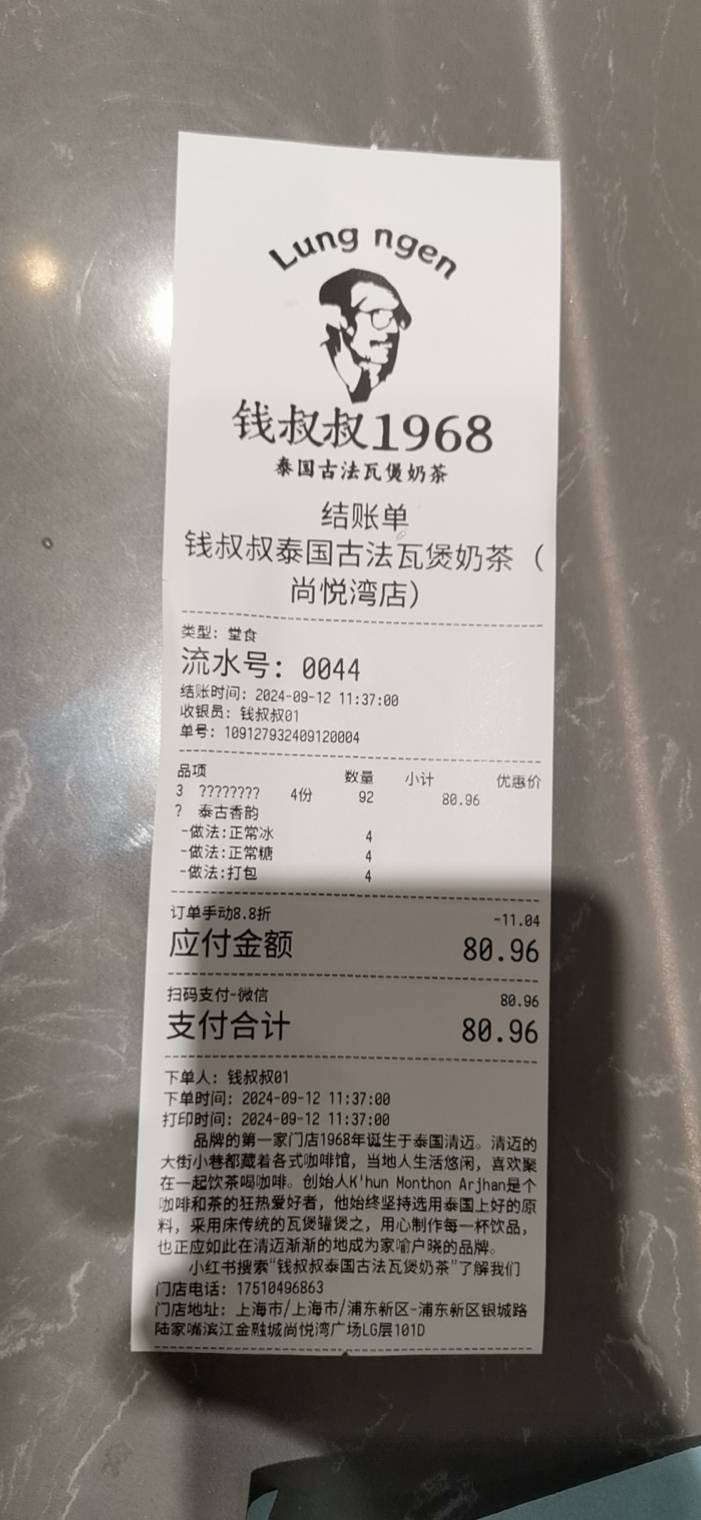 Lung ngen
钱叔叔1968
泰国古法瓦煲奶茶
结账单
钱叔叔泰国古法瓦煲奶茶（
尚悦湾店）
类型: 堂食
流水号: 0044
结账时间: 2024-09-12 11:37:00
收银员: 钱叔叔01
单号: 109127932409120004
品项 数量 小计 优惠价
3 ???????? 4份 92 80.96
? 泰古香韵
-做法:正常冰 4
-做法:正常糖 4
-做法:打包 4
订单手动8.8折 -11.04
应付金额 80.96
扫码支付-微信 80.96
支付合计 80.96
下单人: 钱叔叔01
下单时间: 2024-09-12 11:37:00
打印时间: 2024-09-12 11:37:00
品牌的第一家门店1968年诞生于泰国清迈。清迈的
大街小巷都藏着各式咖啡馆，当地人生活悠闲，喜欢聚
在一起饮茶喝咖啡。创始人K'hun Monthon Arjhan是个
咖啡和茶的狂热爱好者，他始终坚持选用泰国上好的原
料，采用床传统的瓦煲罐煲之，用心制作每一杯饮品，
也正应如此在清迈渐渐的地成为家喻户晓的品牌。
小红书搜索“钱叔叔泰国古法瓦煲奶茶”了解我们
门店电话: 17510496863
门店地址: 上海市/上海市/浦东新区-浦东新区银城路
陆家嘴滨江金融城尚悦湾广场LG层101D